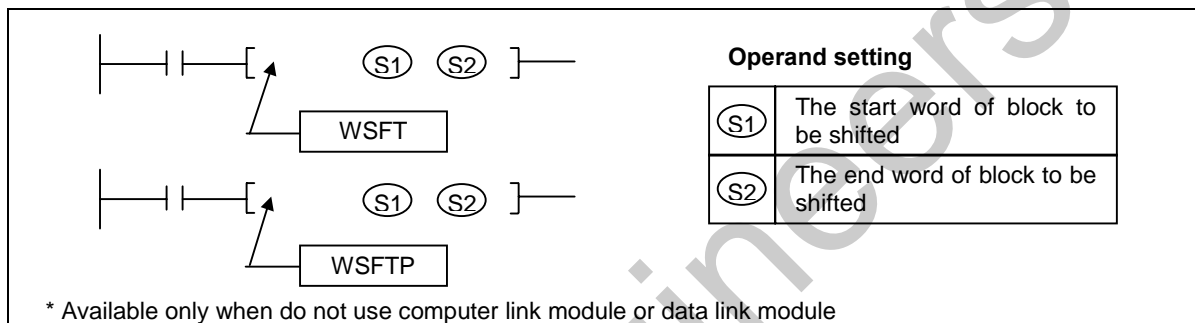 S1 S2
WSFT
S1 S2
WSFTP
* Available only when do not use computer link module or data link module
Operand setting
S1 The start word of block to
be shifted
S2 The end word of block to be
shifted
ineers